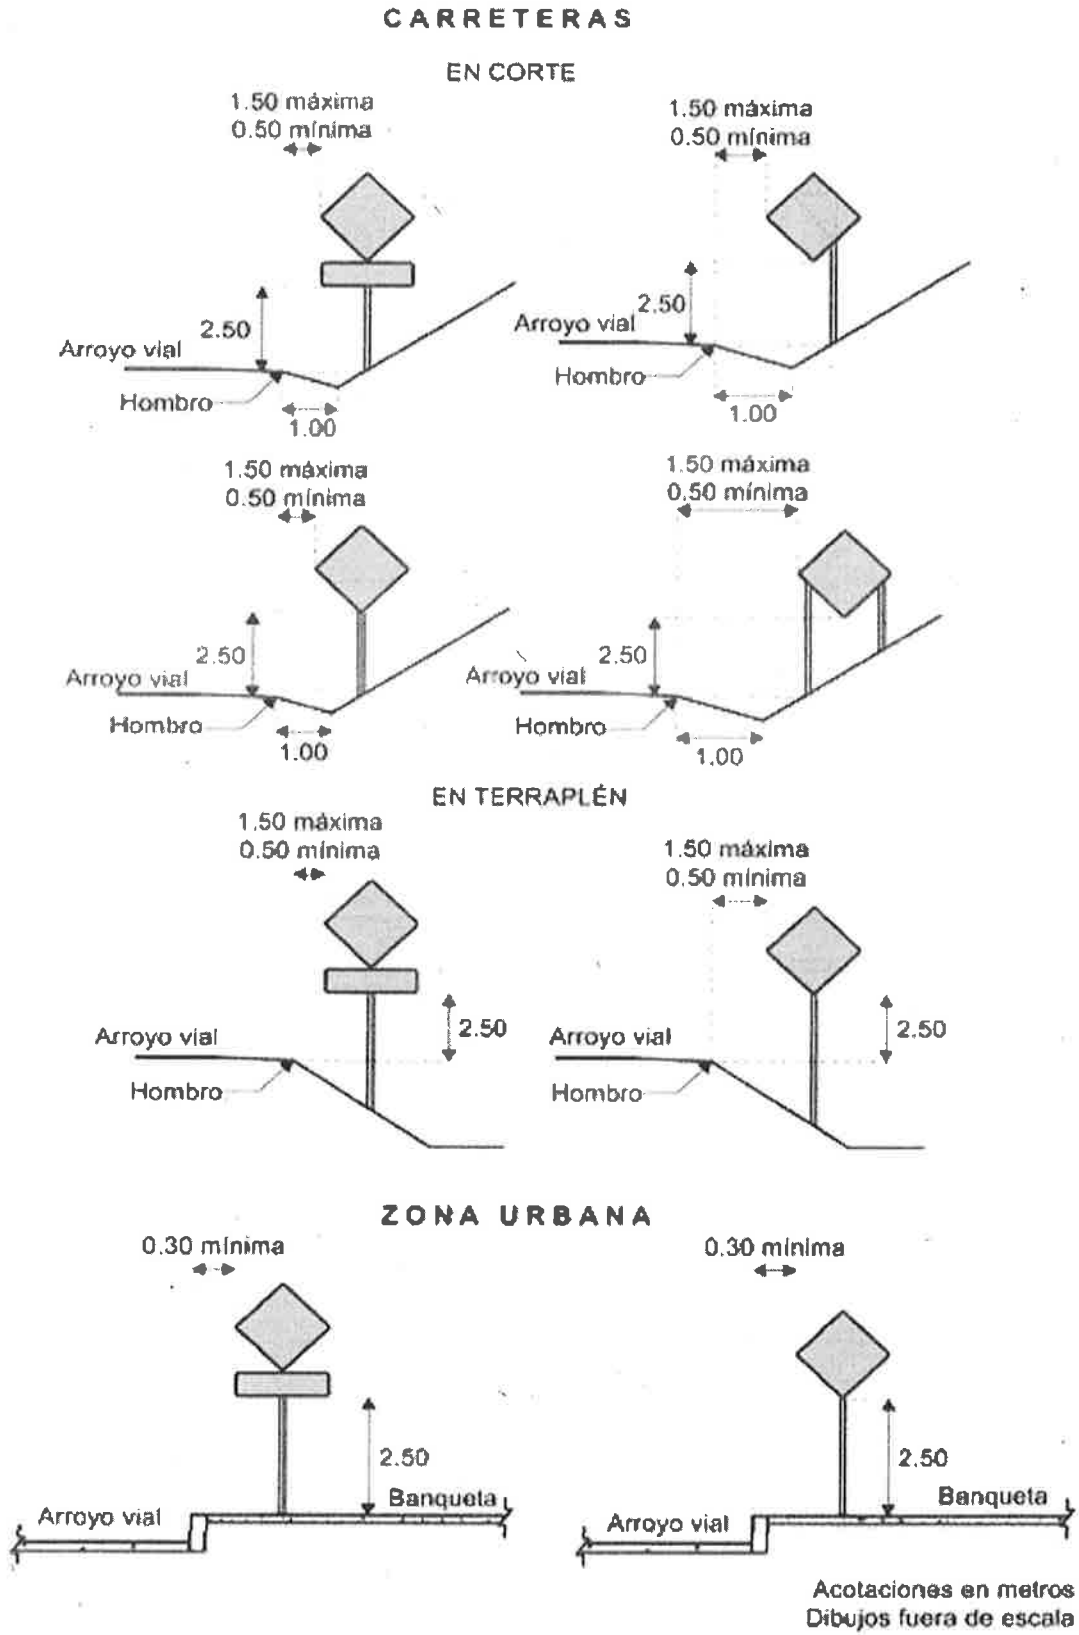 CARRETERAS
EN CORTE
1.50 máxima
0.50 mínima
2.50
Arroyo vial
Hombro
1.00
1.50 máxima
0.50 mínima
2.50
Arroyo vial
Hombro
1.00
1.50 máxima
0.50 mínima
2.50
Arroyo vial
Hombro
1.00
1.50 máxima
0.50 mínima
2.50
Arroyo vial
Hombro
1.00
EN TERRAPLÉN
1.50 máxima
0.50 mínima
2.50
Arroyo vial
Hombro
1.50 máxima
0.50 mínima
2.50
Arroyo vial
Hombro
ZONA URBANA
0.30 mínima
2.50
Banqueta
Arroyo vial
0.30 mínima
2.50
Banqueta
Arroyo vial
Acotaciones en metros
Dibujos fuera de escala